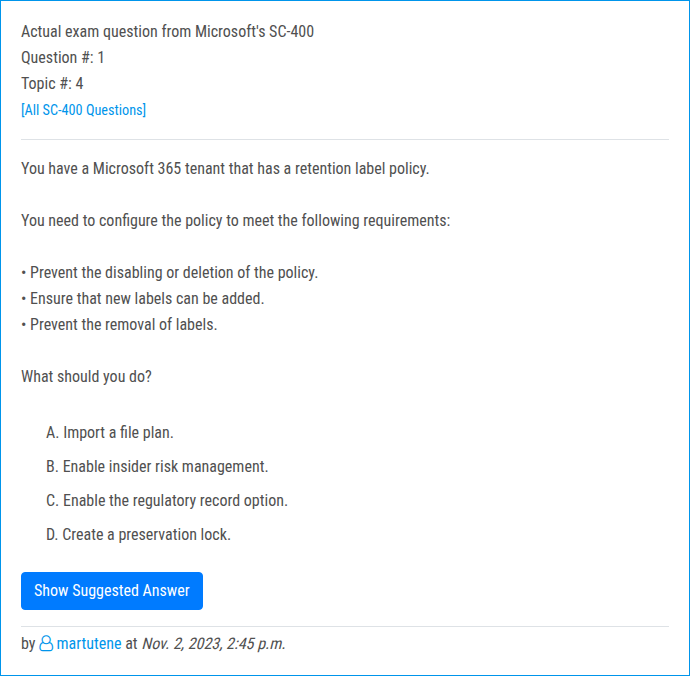 Actual exam question from Microsoft's SC-400
Question #: 1
Topic #: 4
[All SC-400 Questions]
You have a Microsoft 365 tenant that has a retention label policy.
You need to configure the policy to meet the following requirements:
• Prevent the disabling or deletion of the policy.
• Ensure that new labels can be added.
• Prevent the removal of labels.
What should you do?
A. Import a file plan.
B. Enable insider risk management.
C. Enable the regulatory record option.
D. Create a preservation lock.
Show Suggested Answer
by martutene at Nov. 2, 2023, 2:45 p.m.